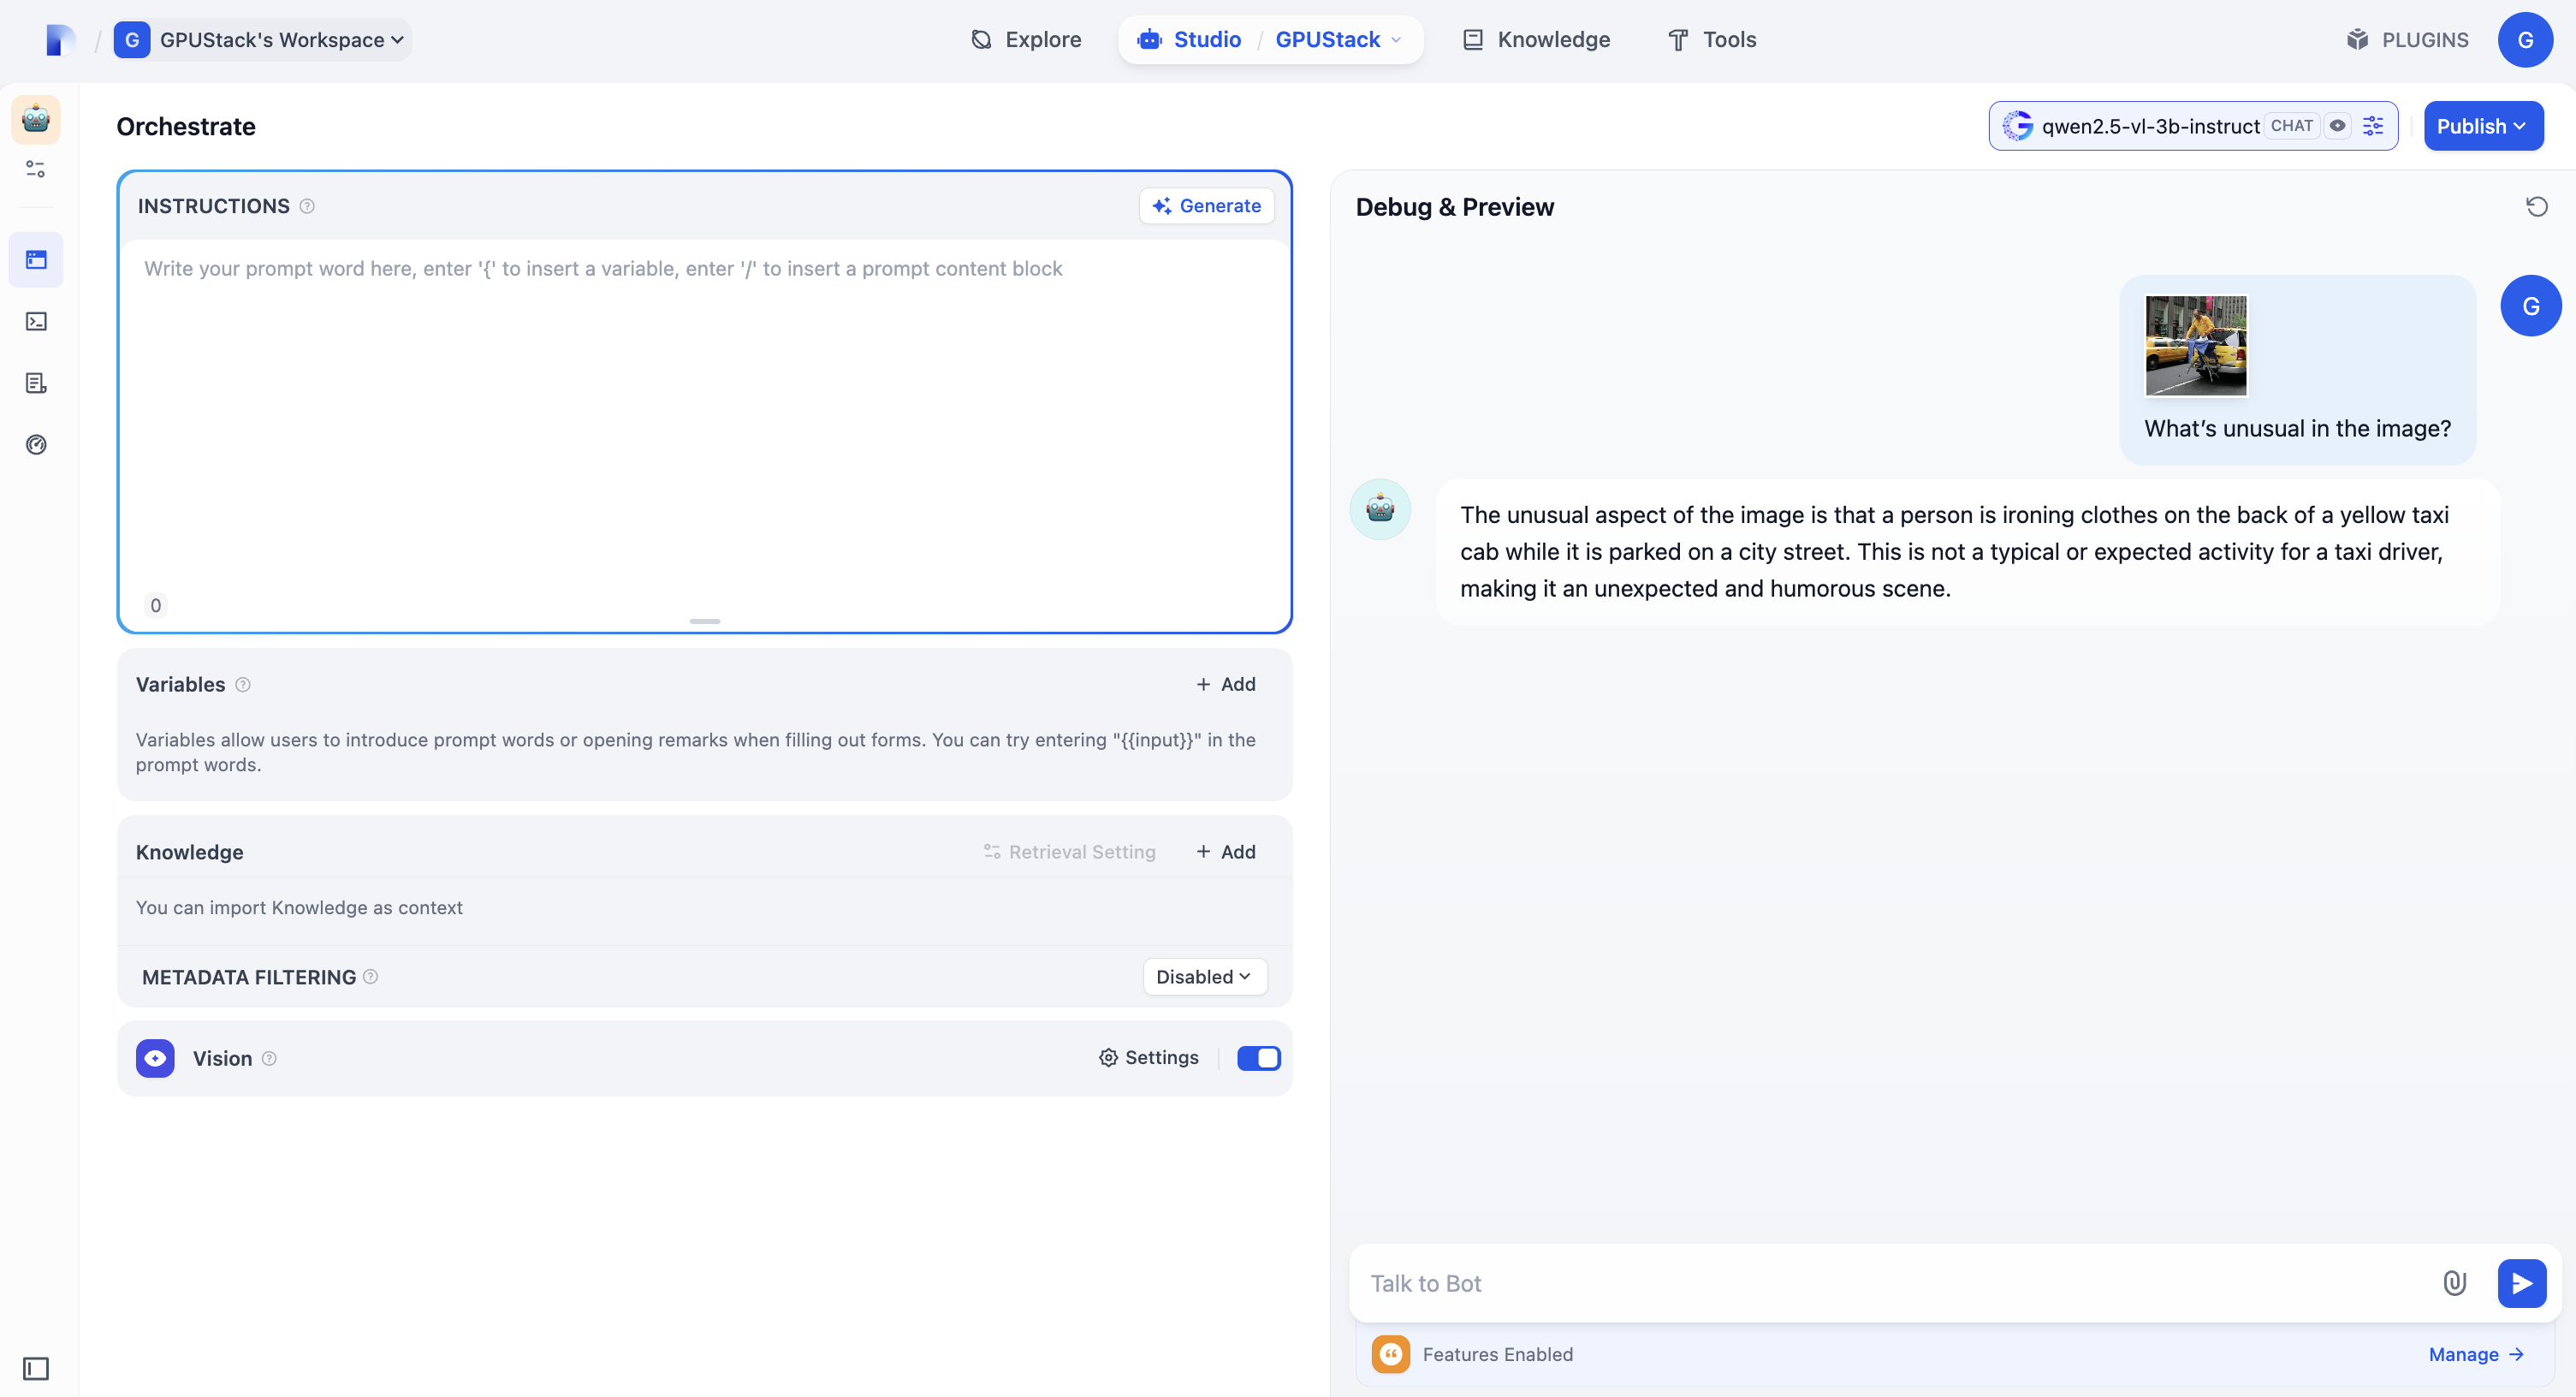 G GPUStack's Workspace
Explore
Studio / GPUStack
Knowledge
Tools
PLUGINS
G
Orchestrate
qwen2.5-vl-3b-instruct CHAT
Publish
INSTRUCTIONS
Generate
Write your prompt word here, enter '{' to insert a variable, enter '/' to insert a prompt content block
0
Variables
+ Add
Variables allow users to introduce prompt words or opening remarks when filling out forms. You can try entering "{{input}}" in the
prompt words.
Knowledge
Retrieval Setting
+ Add
You can import Knowledge as context
METADATA FILTERING
Disabled
Vision
Settings
Debug & Preview
G
What’s unusual in the image?
The unusual aspect of the image is that a person is ironing clothes on the back of a yellow taxi
cab while it is parked on a city street. This is not a typical or expected activity for a taxi driver,
making it an unexpected and humorous scene.
Talk to Bot
Features Enabled
Manage →